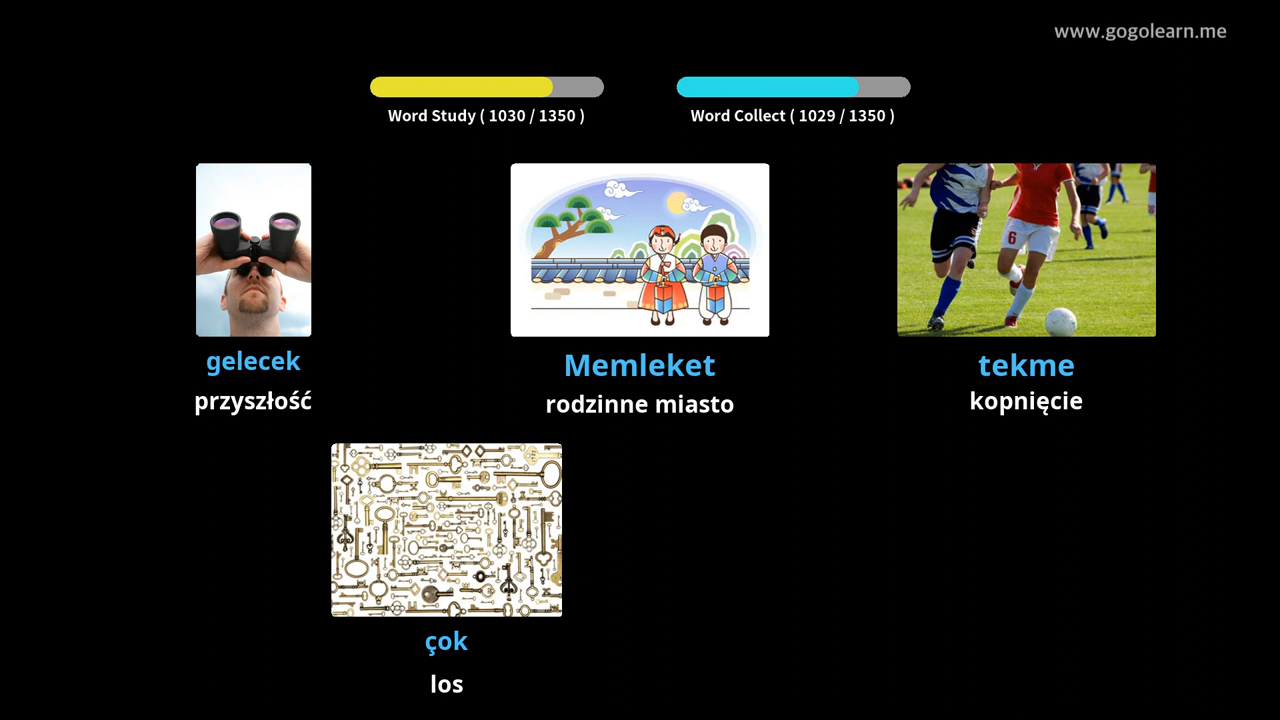 www.gogolearn.me
Word Study ( 1030 / 1350 )
Word Collect ( 1029 / 1350 )
gelecek
przyszłość
Memleket
rodzinne miasto
6
tekme
kopnięcie
çok
los